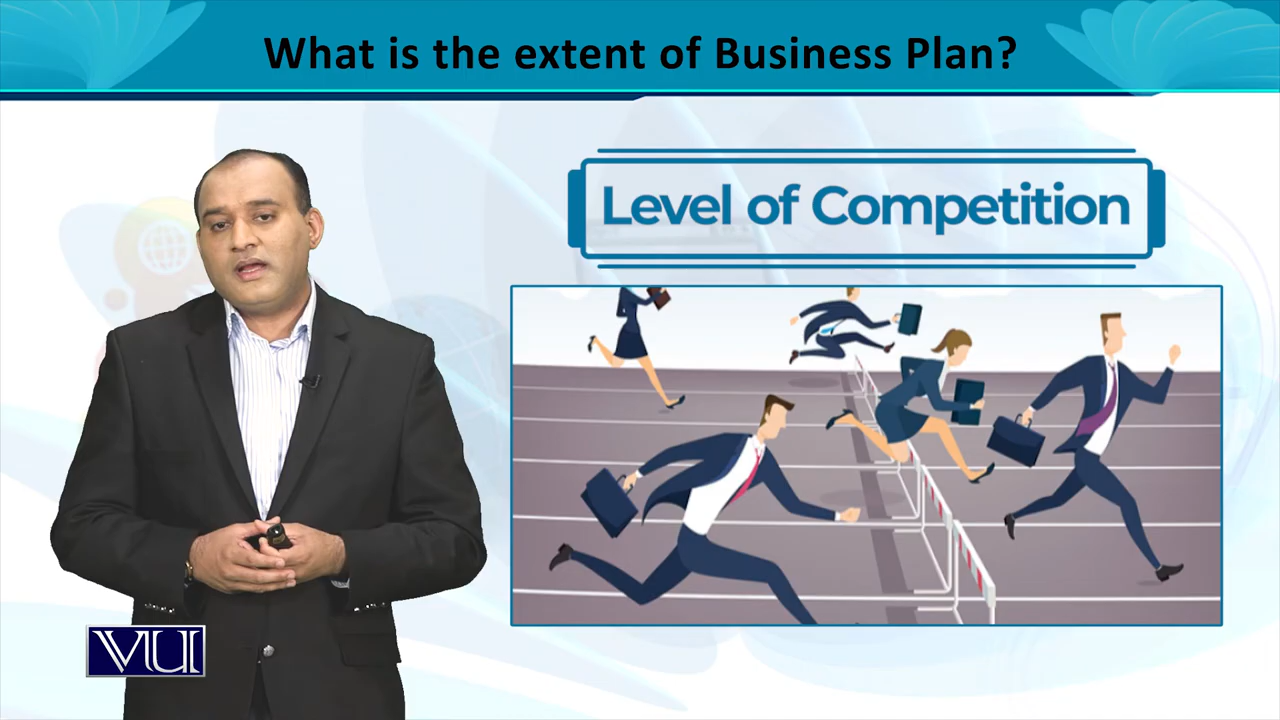 What is the extent of Business Plan?
Level of Competition
VU